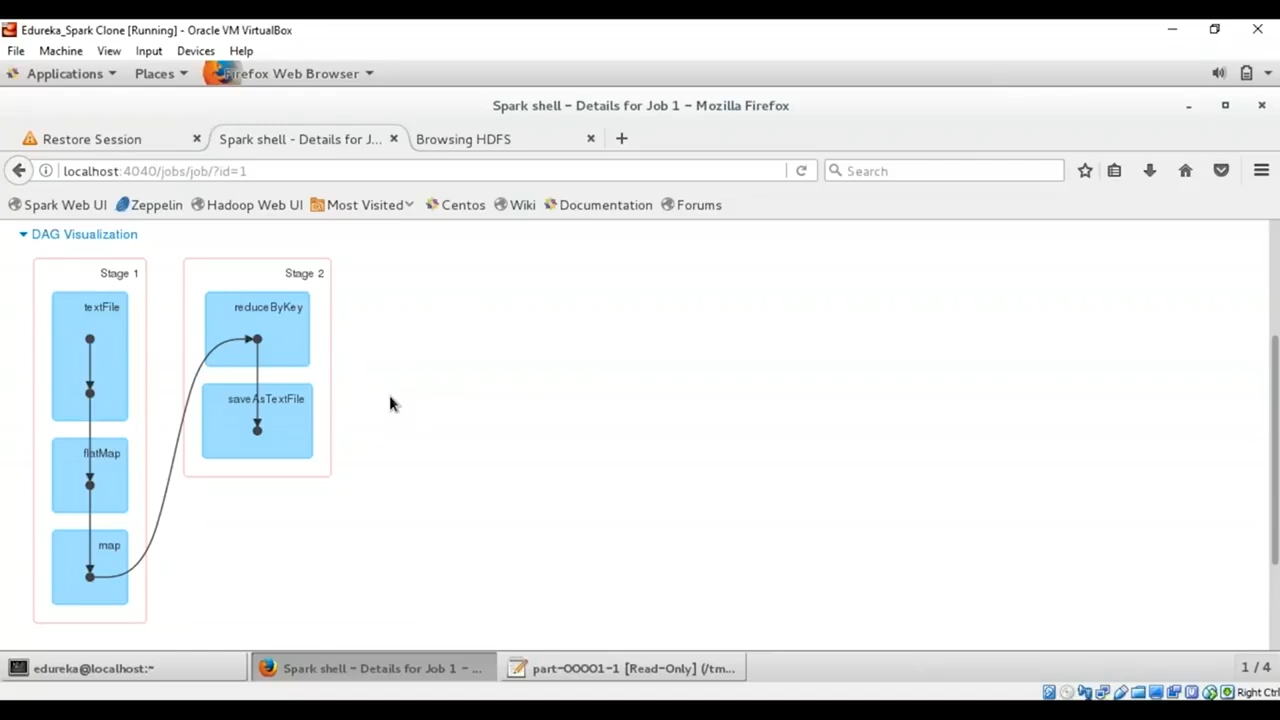 Edureka_Spark Clone [Running] - Oracle VM VirtualBox
File Machine View Input Devices Help
Applications Places Firefox Web Browser
Spark shell - Details for Job 1 - Mozilla Firefox
Restore Session Spark shell - Details for J... Browsing HDFS
localhost:4040/jobs/job/?id=1 Search
Spark Web UI Zeppelin Hadoop Web UI Most Visited Centos Wiki Documentation Forums
DAG Visualization
Stage 1 Stage 2
textFile reduceByKey
saveAsTextFile
flatMap
map
edureka@localhost:~ Spark shell - Details for Job 1 - ... part-00001-1 [Read-Only] (/tm... 1 / 4
Right Ctrl